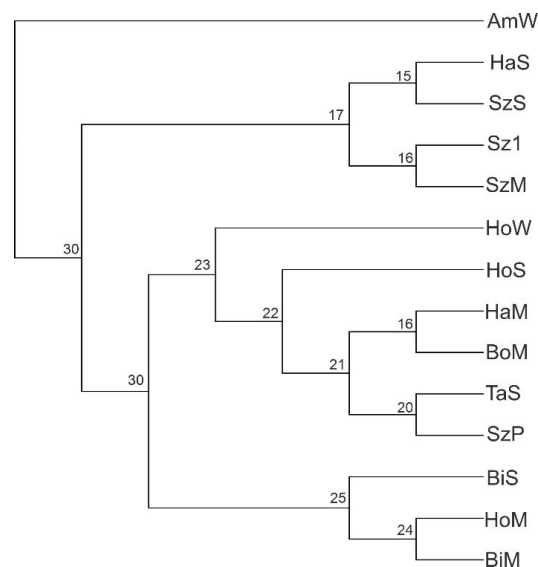 AmW
HaS
15
SzS
17
Sz1
16
SzM
HoW
30
23
HoS
22
HaM
16
BoM
21
30
TaS
20
SzP
BiS
25
HoM
24
BiM